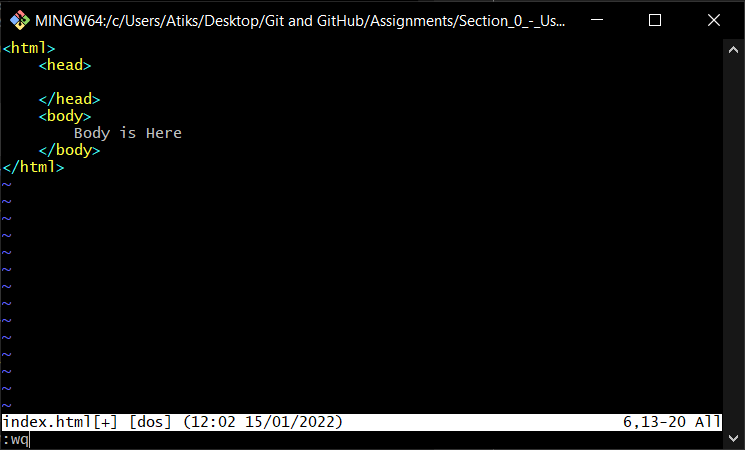 MINGW64:/c/Users/Atiks/Desktop/Git and GitHub/Assignments/Section_0_-_Us...
<html>
    <head>

    </head>
    <body>
        Body is Here
    </body>
</html>
~
~
~
~
~
~
~
~
~
~
~
~
~
~
index.html[+] [dos] (12:02 15/01/2022) 6,13-20 All
:wq